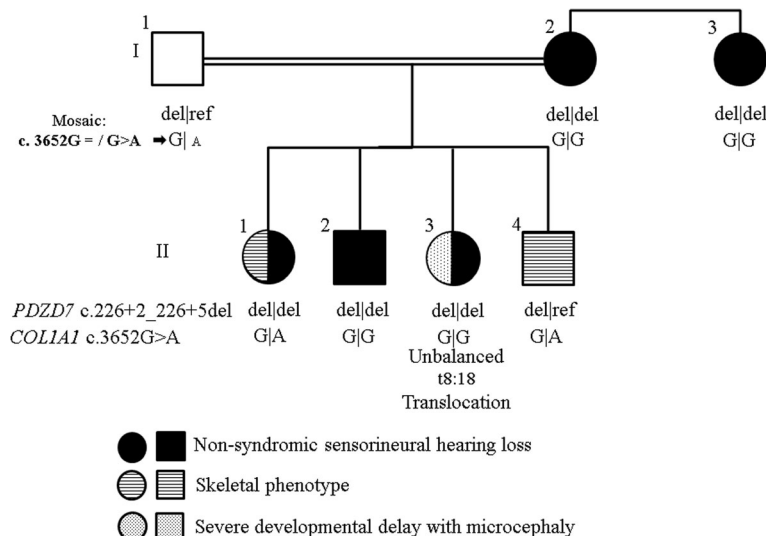 1
2
3
I
del|ref
Mosaic:
c. 3652G = / G>A ➡ G| A
del|del
G|G
del|del
G|G
1
2
3
4
II
PDZD7 c.226+2_226+5del
del|del
del|del
del|del
del|ref
COL1A1 c.3652G>A
G|A
G|G
G|G
G|A
Unbalanced
t8:18
Translocation
Non-syndromic sensorineural hearing loss
Skeletal phenotype
Severe developmental delay with microcephaly